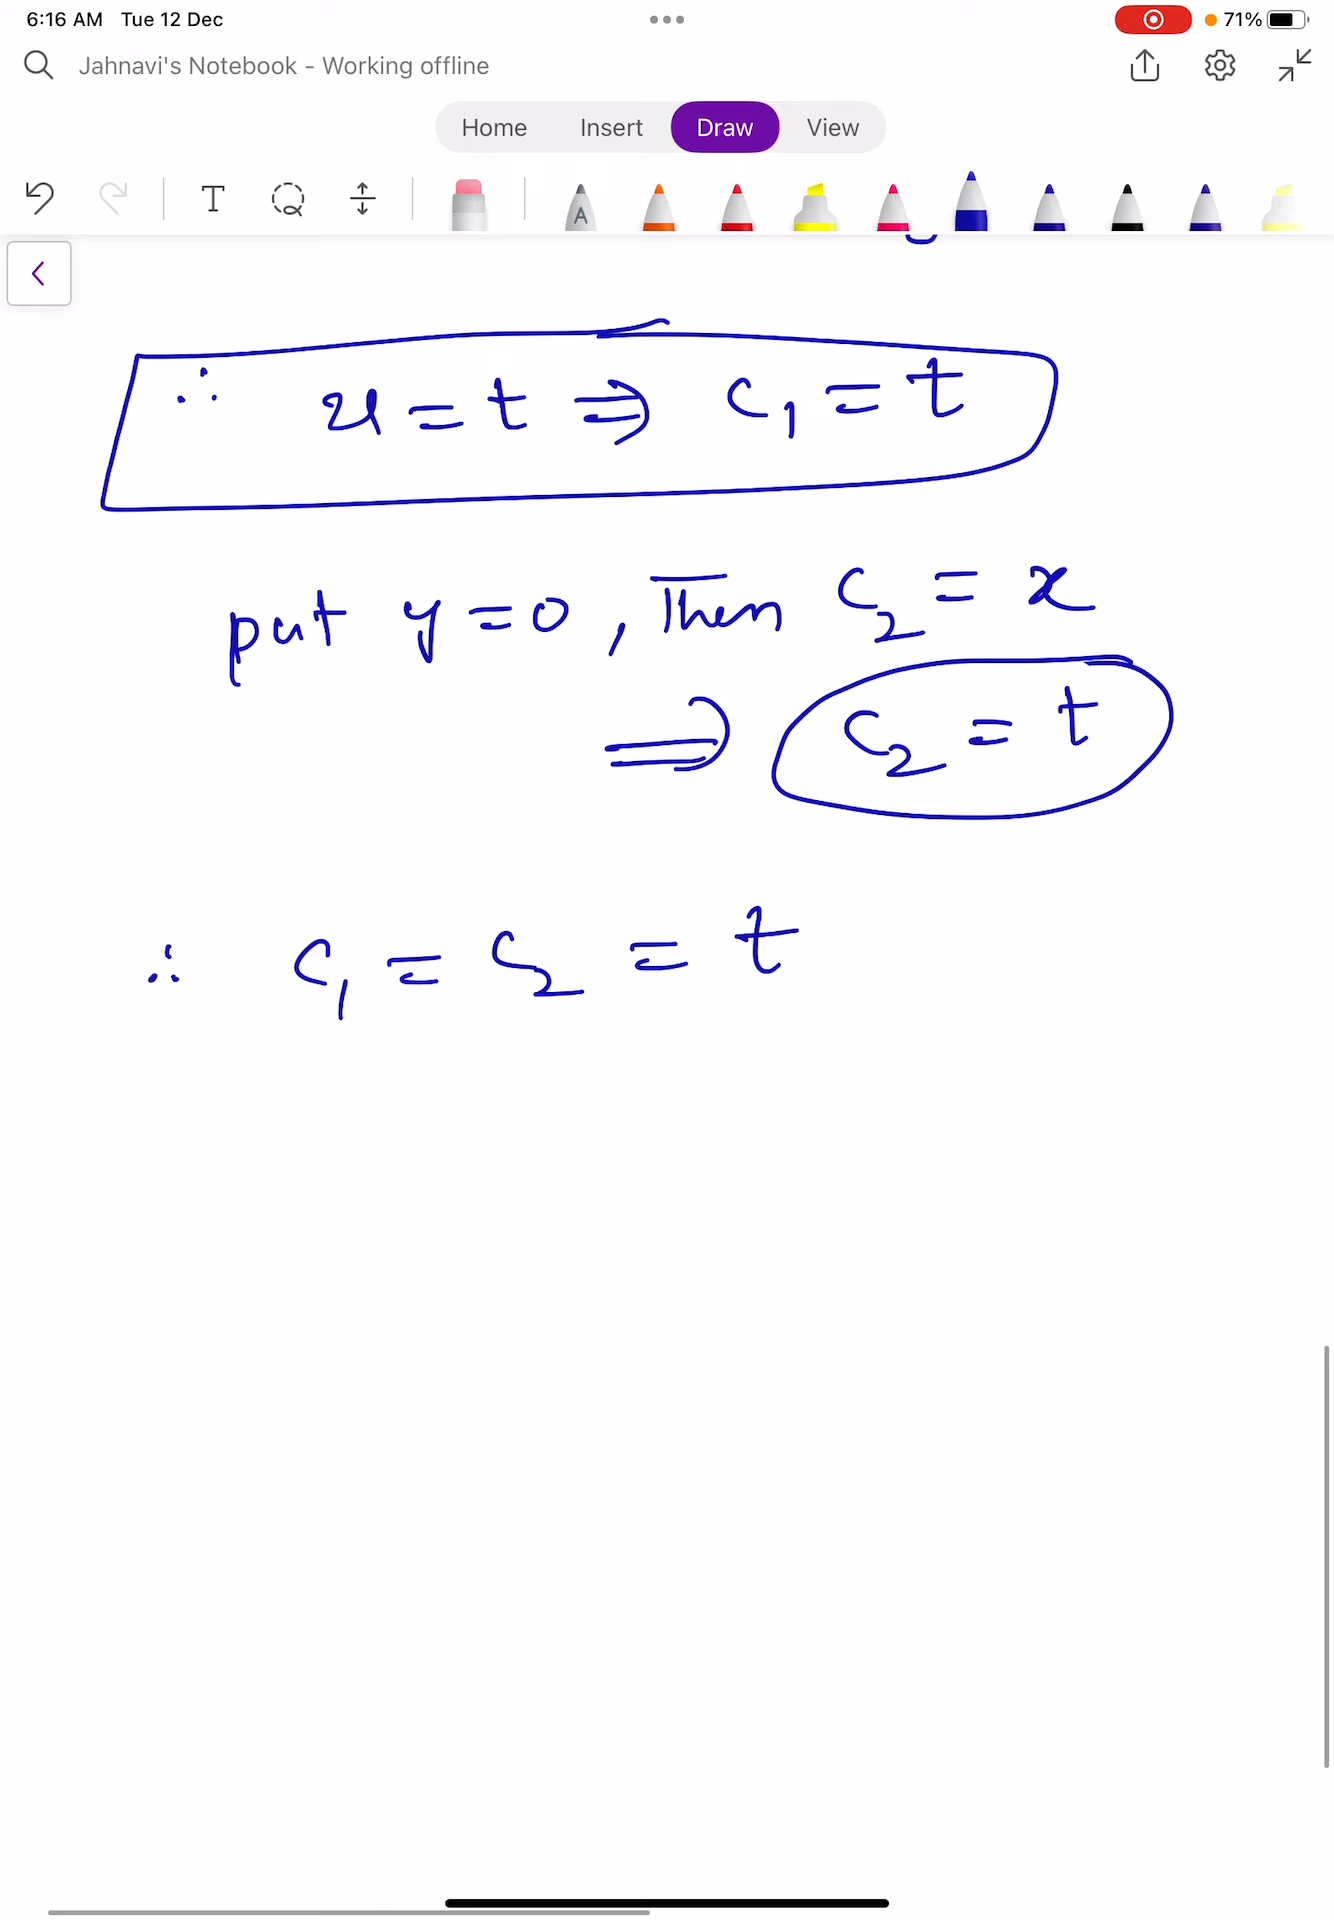 6:16 AM Tue 12 Dec
71%
Jahnavi's Notebook - Working offline
Home Insert Draw View
T
A
∴ u = t ⇒ c₁ = t
put y = 0, Then c₂ = x
⇒ c₂ = t
∴ c₁ = c₂ = t